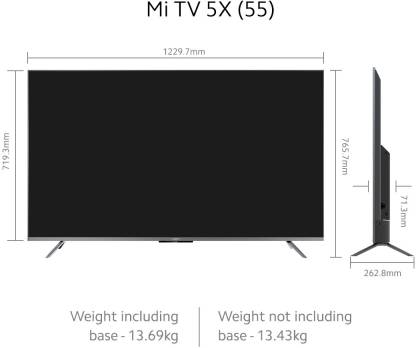 Mi TV 5X (55)
1229.7mm
719.3mm
765.7mm
71.3mm
262.8mm
Weight including
base - 13.69kg
Weight not including
base - 13.43kg